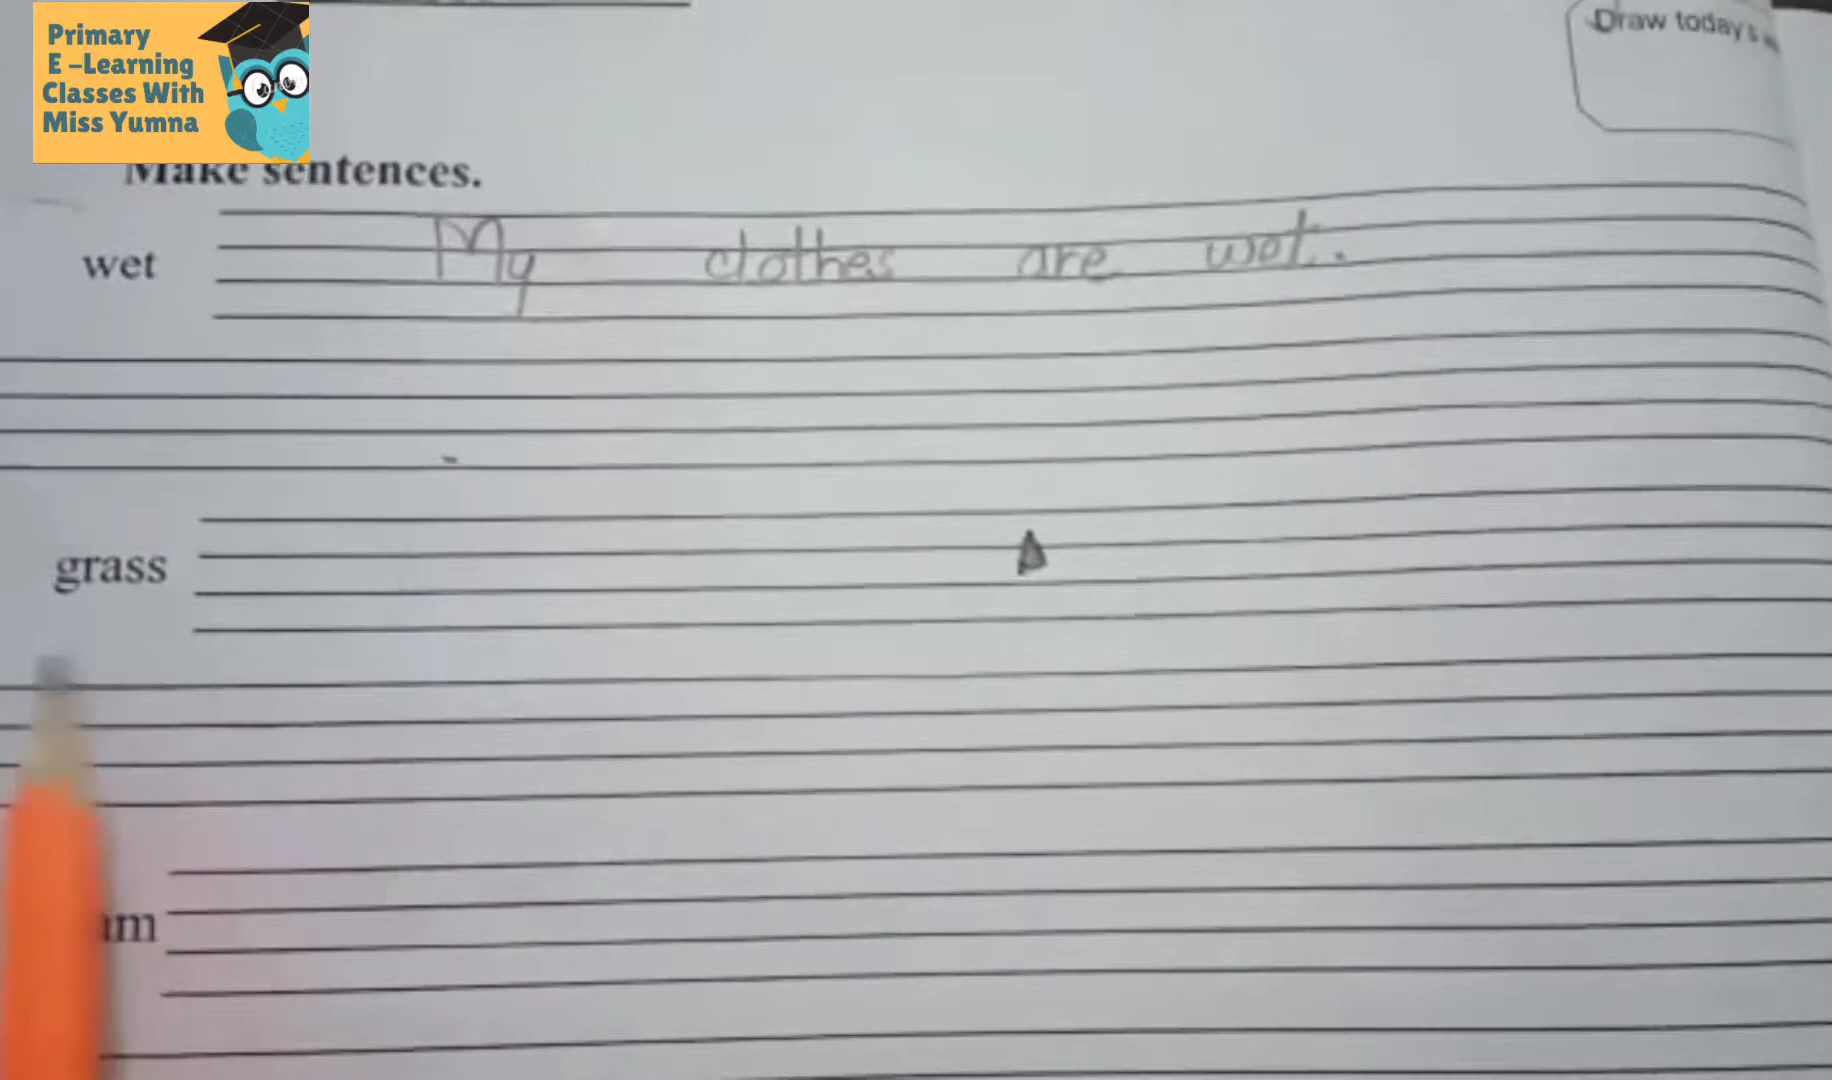 Primary
E-Learning
Classes With
Miss Yumna
Draw today's
Make sentences.
wet My clothes are wet.
grass